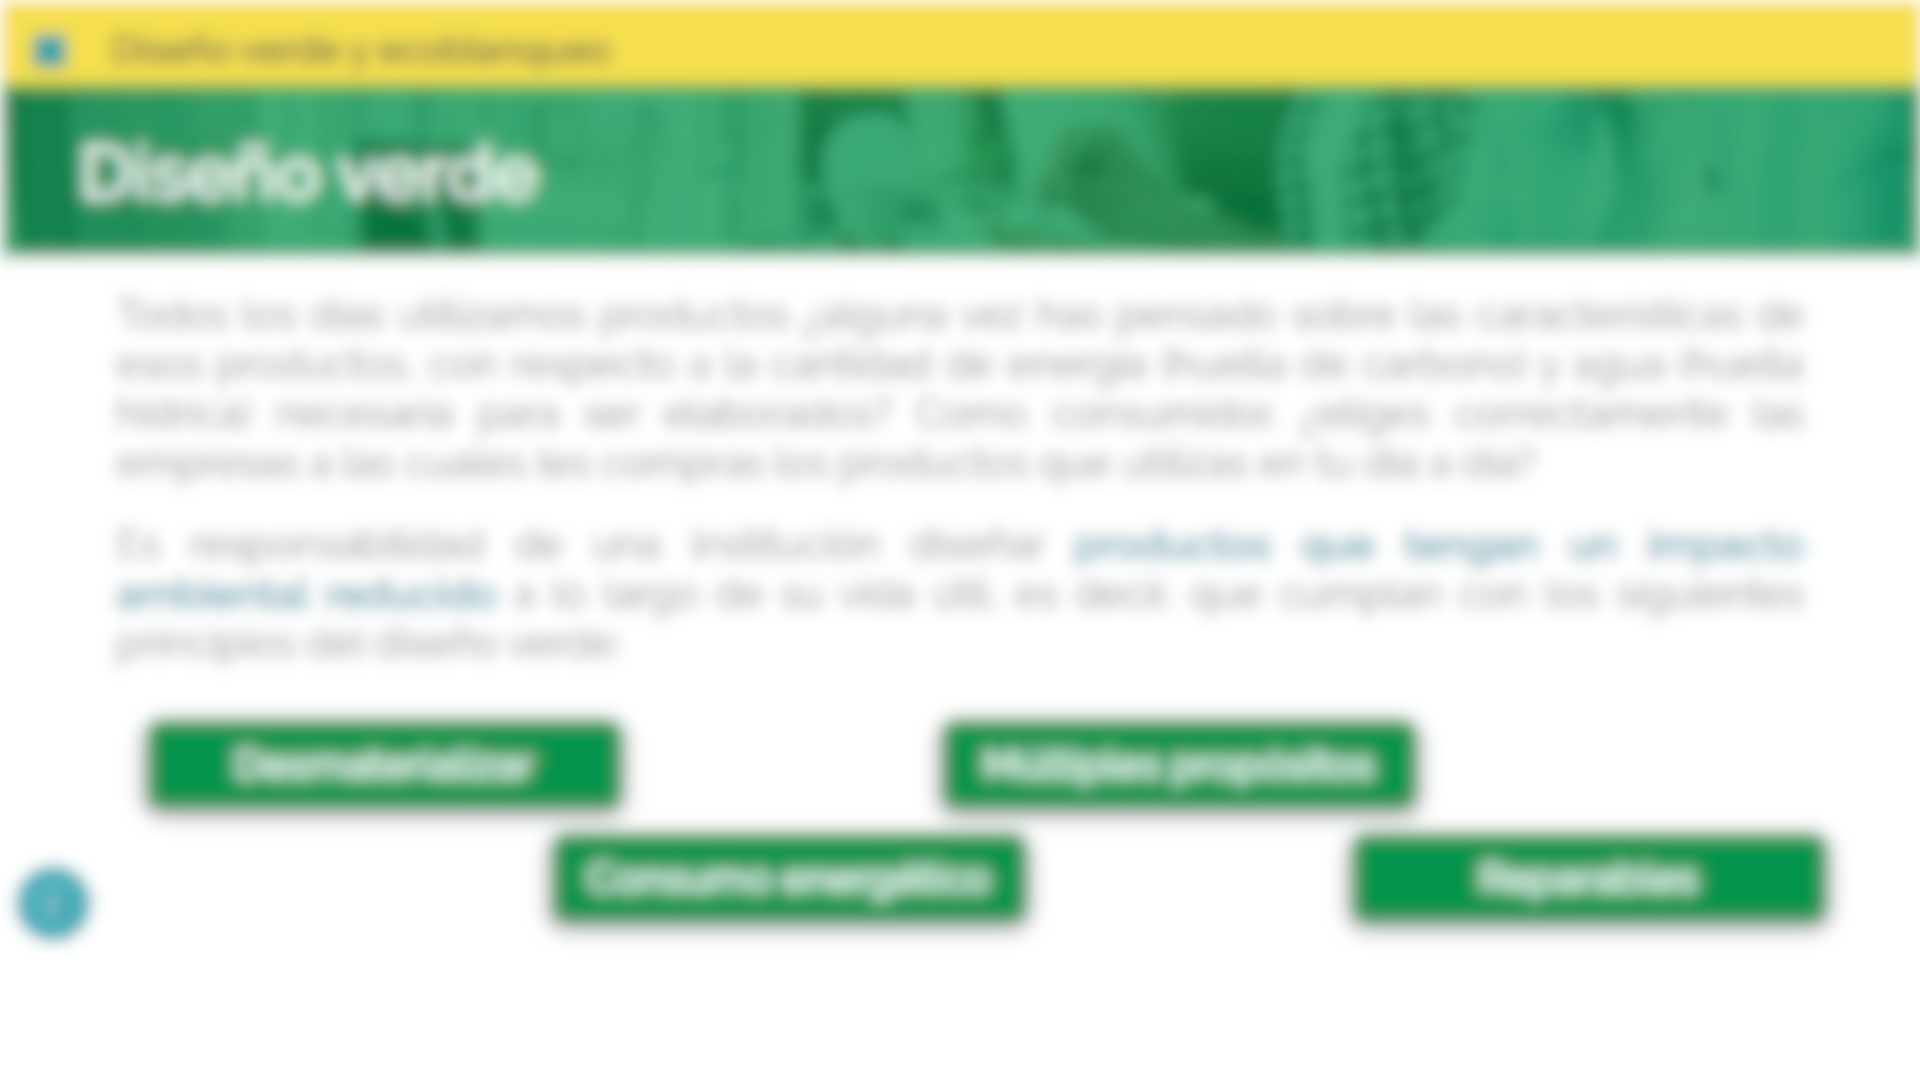 Diseño verde y ecoblanqueo
Diseño verde
Todos los días utilizamos productos ¿alguna vez has pensado sobre las características de
esos productos, con respecto a la cantidad de energía (huella de carbono) y agua (huella
hídrica) necesaria para ser elaborados? Como consumidor, ¿eliges correctamente las
empresas a las cuales les compras los productos que utilizas en tu día a día?
Es responsabilidad de una institución diseñar productos que tengan un impacto
ambiental reducido a lo largo de su vida útil, es decir, que cumplan con los siguientes
principios del diseño verde:
Desmaterializar
Múltiples propósitos
Consumo energético
Reparables